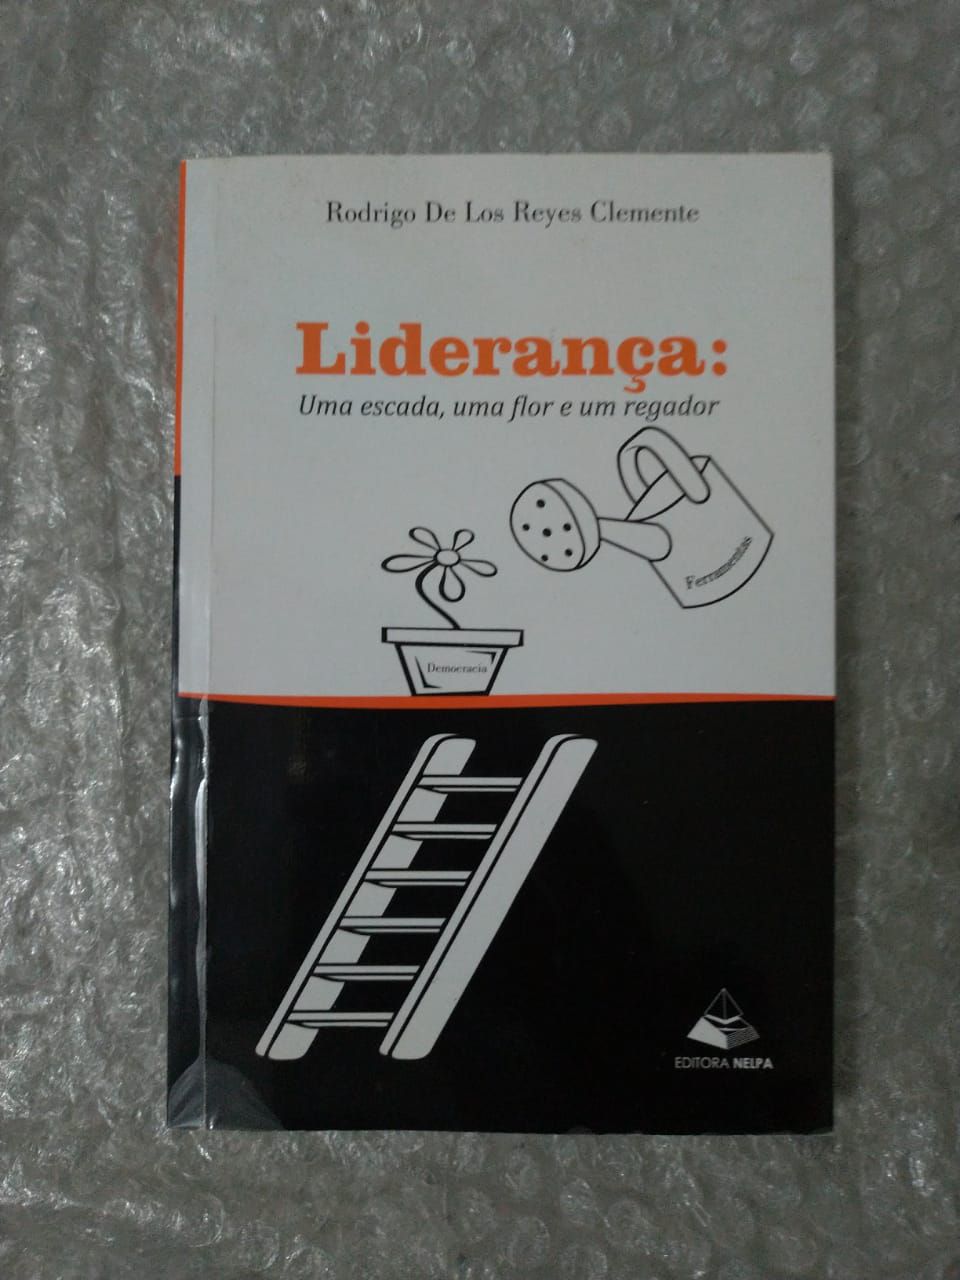 Rodrigo De Los Reyes Clemente
Liderança:
Uma escada, uma flor e um regador
Ferramentas
Democracia
EDITORA NELPA